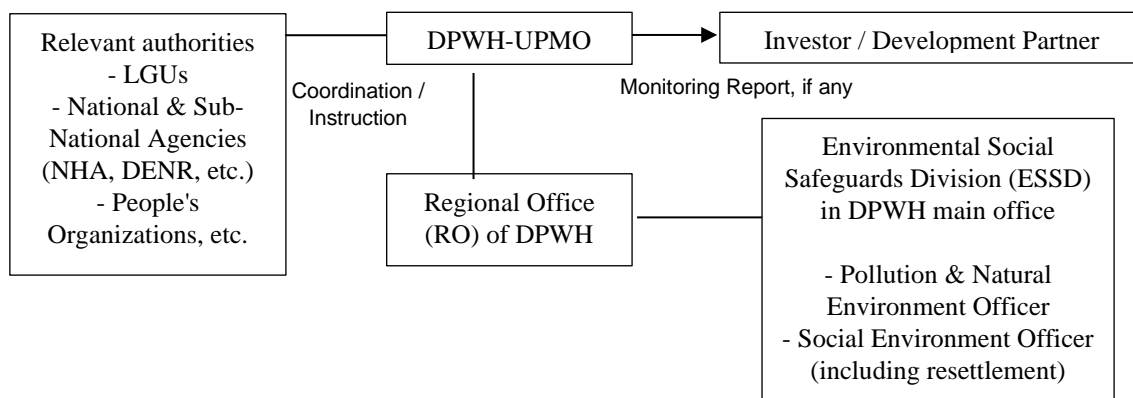 Relevant authorities
- LGUs
- National & Sub-
National Agencies
(NHA, DENR, etc.)
- People's
Organizations, etc.
Coordination /
Instruction
DPWH-UPMO
Investor / Development Partner
Monitoring Report, if any
Regional Office
(RO) of DPWH
Environmental Social
Safeguards Division (ESSD)
in DPWH main office
- Pollution & Natural
Environment Officer
- Social Environment Officer
(including resettlement)